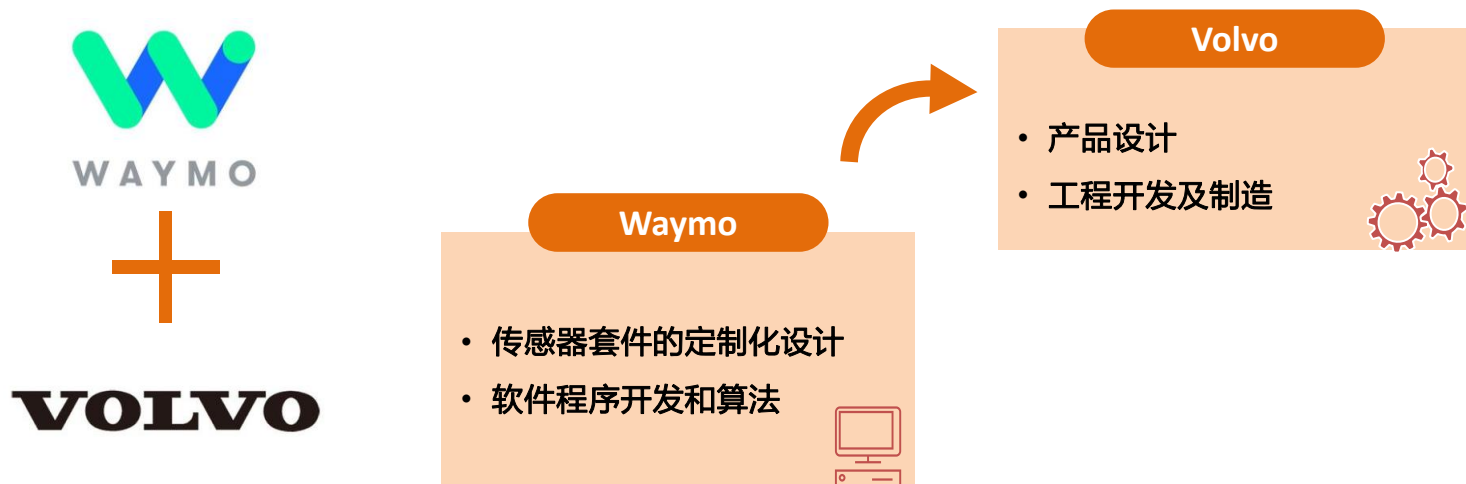 WAYMO
VOLVO
Waymo
• 传感器套件的定制化设计
• 软件程序开发和算法
Volvo
• 产品设计
• 工程开发及制造